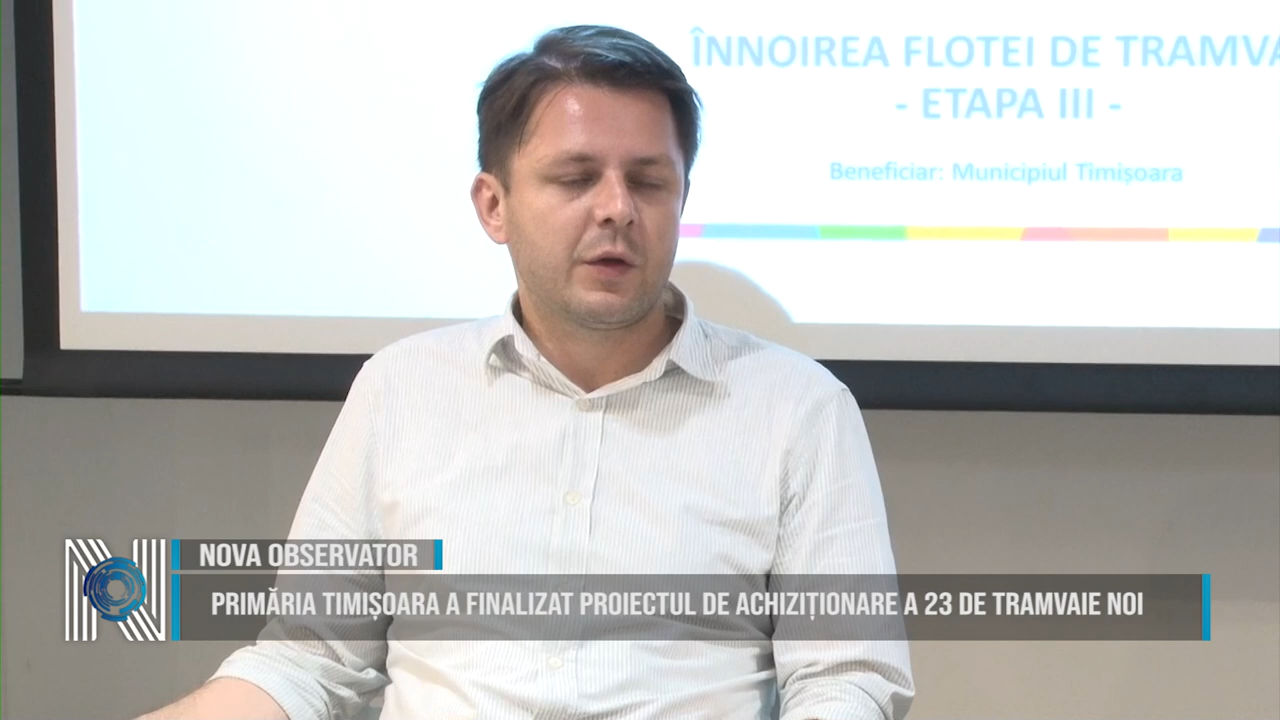 ÎNNOIREA FLOTEI DE TRAMVA
- ETAPA III -
Beneficiar: Municipiul Timișoara
NOVA OBSERVATOR
PRIMĂRIA TIMIȘOARA A FINALIZAT PROIECTUL DE ACHIZIȚIONARE A 23 DE TRAMVAIE NOI